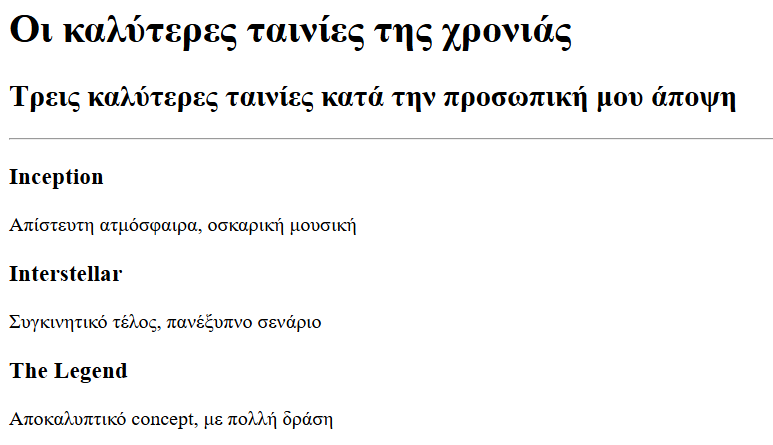 Οι καλύτερες ταινίες της χρονιάς
Τρεις καλύτερες ταινίες κατά την προσωπική μου άποψη
Inception
Απίστευτη ατμόσφαιρα, οσκαρική μουσική
Interstellar
Συγκινητικό τέλος, πανέξυπνο σενάριο
The Legend
Αποκαλυπτικό concept, με πολλή δράση